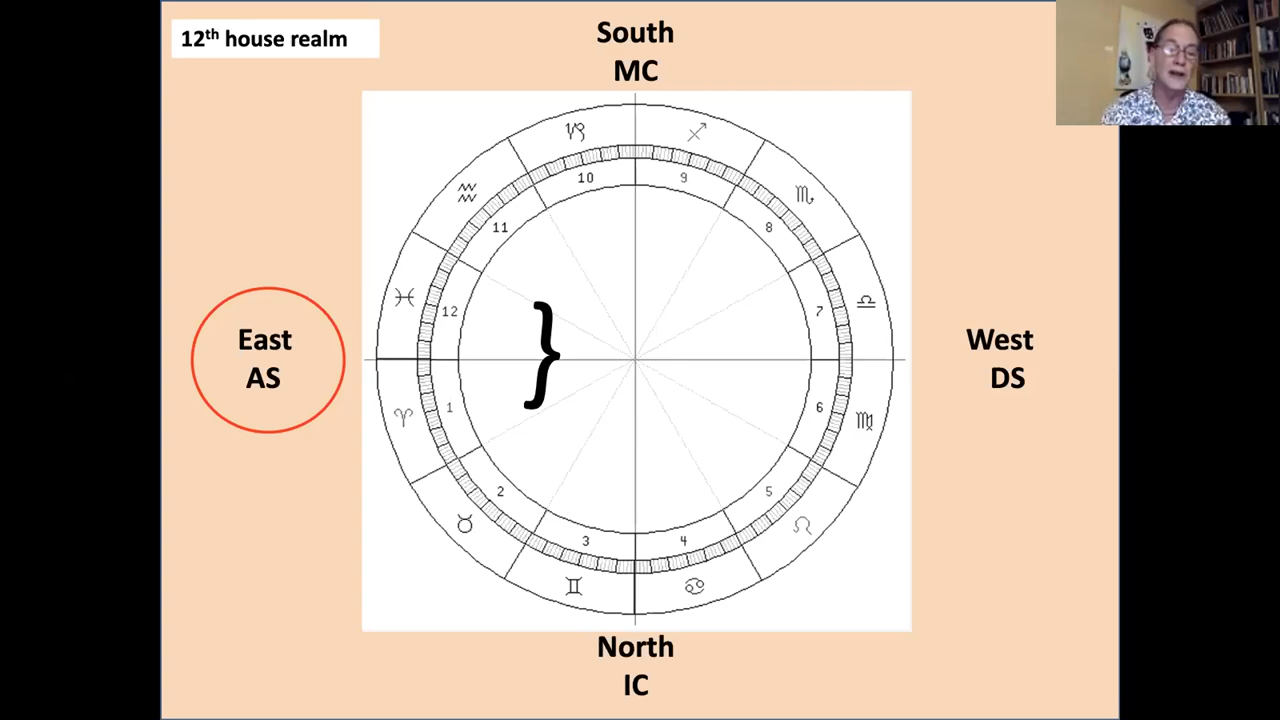 12th house realm
South
MC
♑ ♐
10 9
♒ ♏
11 8
♓ ♎
12 7
East
AS
West
DS
1 6
♈ ♍
2 5
♉ ♌
3 4
♊ ♋
North
IC